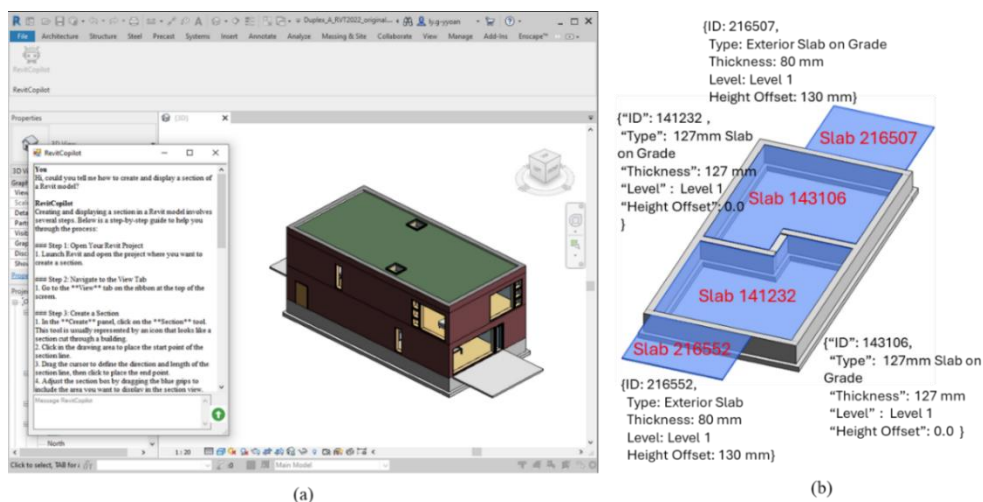 Duplex_A_RVT2022_original...
File Architecture Structure Steel Precast Systems Insert Annotate Analyze Massing & Site Collaborate View Manage Add-Ins Enscape™
RevitCopilot
RevitCopilot
Properties
{3D}
RevitCopilot
You
Hi, could you tell me how to create and display a section of
a Revit model?
RevitCopilot
Creating and displaying a section in a Revit model involves
several steps. Below is a step-by-step guide to help you
through the process:
### Step 1: Open Your Revit Project
1. Launch Revit and open the project where you want to
create a section.
### Step 2: Navigate to the View Tab
1. Go to the **View** tab on the ribbon at the top of the
screen.
### Step 3: Create a Section
1. In the **Create** panel, click on the **Section** tool.
This tool is usually represented by an icon that looks like a
section cut through a building.
2. Click in the drawing area to place the start point of the
section line.
3. Drag the cursor to define the direction and length of the
section line, then click to place the end point.
4. Adjust the section box by dragging the blue grips to
include the area you want to display in the section view.
Message RevitCopilot
North
1 : 20
Click to select, TAB for a
Main Model
(a)
{ID: 216507,
Type: Exterior Slab on Grade
Thickness: 80 mm
Level: Level 1
Height Offset: 130 mm}
{“ID”: 141232 ,
“Type”: 127mm Slab
on Grade
“Thickness”: 127 mm
“Level” : Level 1
“Height Offset”:0.0
}
Slab 216507
Slab 143106
Slab 141232
Slab 216552
{ID: 216552,
Type: Exterior Slab
Thickness: 80 mm
Level: Level 1
Height Offset: 130 mm}
{“ID”: 143106,
“Type”: 127mm Slab on
Grade
“Thickness”: 127 mm
“Level” : Level 1
“Height Offset”: 0.0 }
(b)